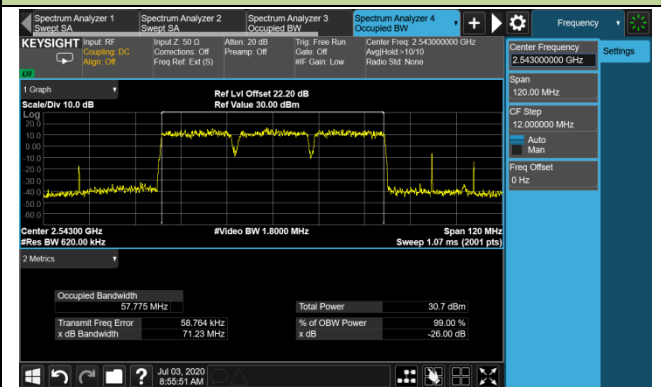 Spectrum Analyzer 1
Swept SA
Spectrum Analyzer 2
Swept SA
Spectrum Analyzer 3
Occupied BW
Spectrum Analyzer 4
Occupied BW
Frequency
KEYSIGHT
Input: RF
Coupling: DC
Align: Off
Input Z: 50 Ω
Corrections: Off
Freq Ref: Ext (S)
Atten: 20 dB
Preamp: Off
Trig: Free Run
Gate: Off
#IF Gain: Low
Center Freq: 2.543000000 GHz
Avg|Hold:>10/10
Radio Std: None
Center Frequency
2.543000000 GHz
Settings
Span
120.00 MHz
CF Step
12.000000 MHz
Auto
Man
Freq Offset
0 Hz
1 Graph
Scale/Div 10.0 dB
Ref Lvl Offset 22.20 dB
Ref Value 30.00 dBm
Log
20.0
10.0
0.00
-10.0
-20.0
-30.0
-40.0
-50.0
-60.0
Center 2.54300 GHz
#Res BW 620.00 kHz
#Video BW 1.8000 MHz
Span 120 MHz
Sweep 1.07 ms (2001 pts)
2 Metrics
Occupied Bandwidth
57.775 MHz
Total Power
30.7 dBm
Transmit Freq Error
58.764 kHz
% of OBW Power
99.00 %
x dB Bandwidth
71.23 MHz
x dB
-26.00 dB
Jul 03, 2020
8:55:51 AM